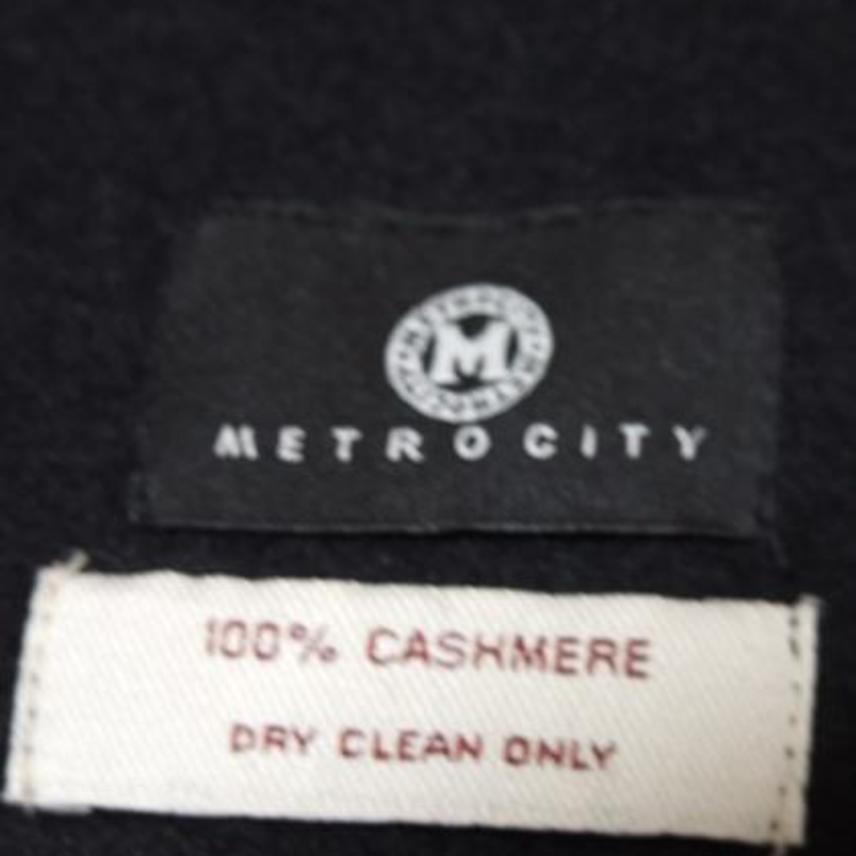 M
METROCITY
100% CASHMERE
DRY CLEAN ONLY